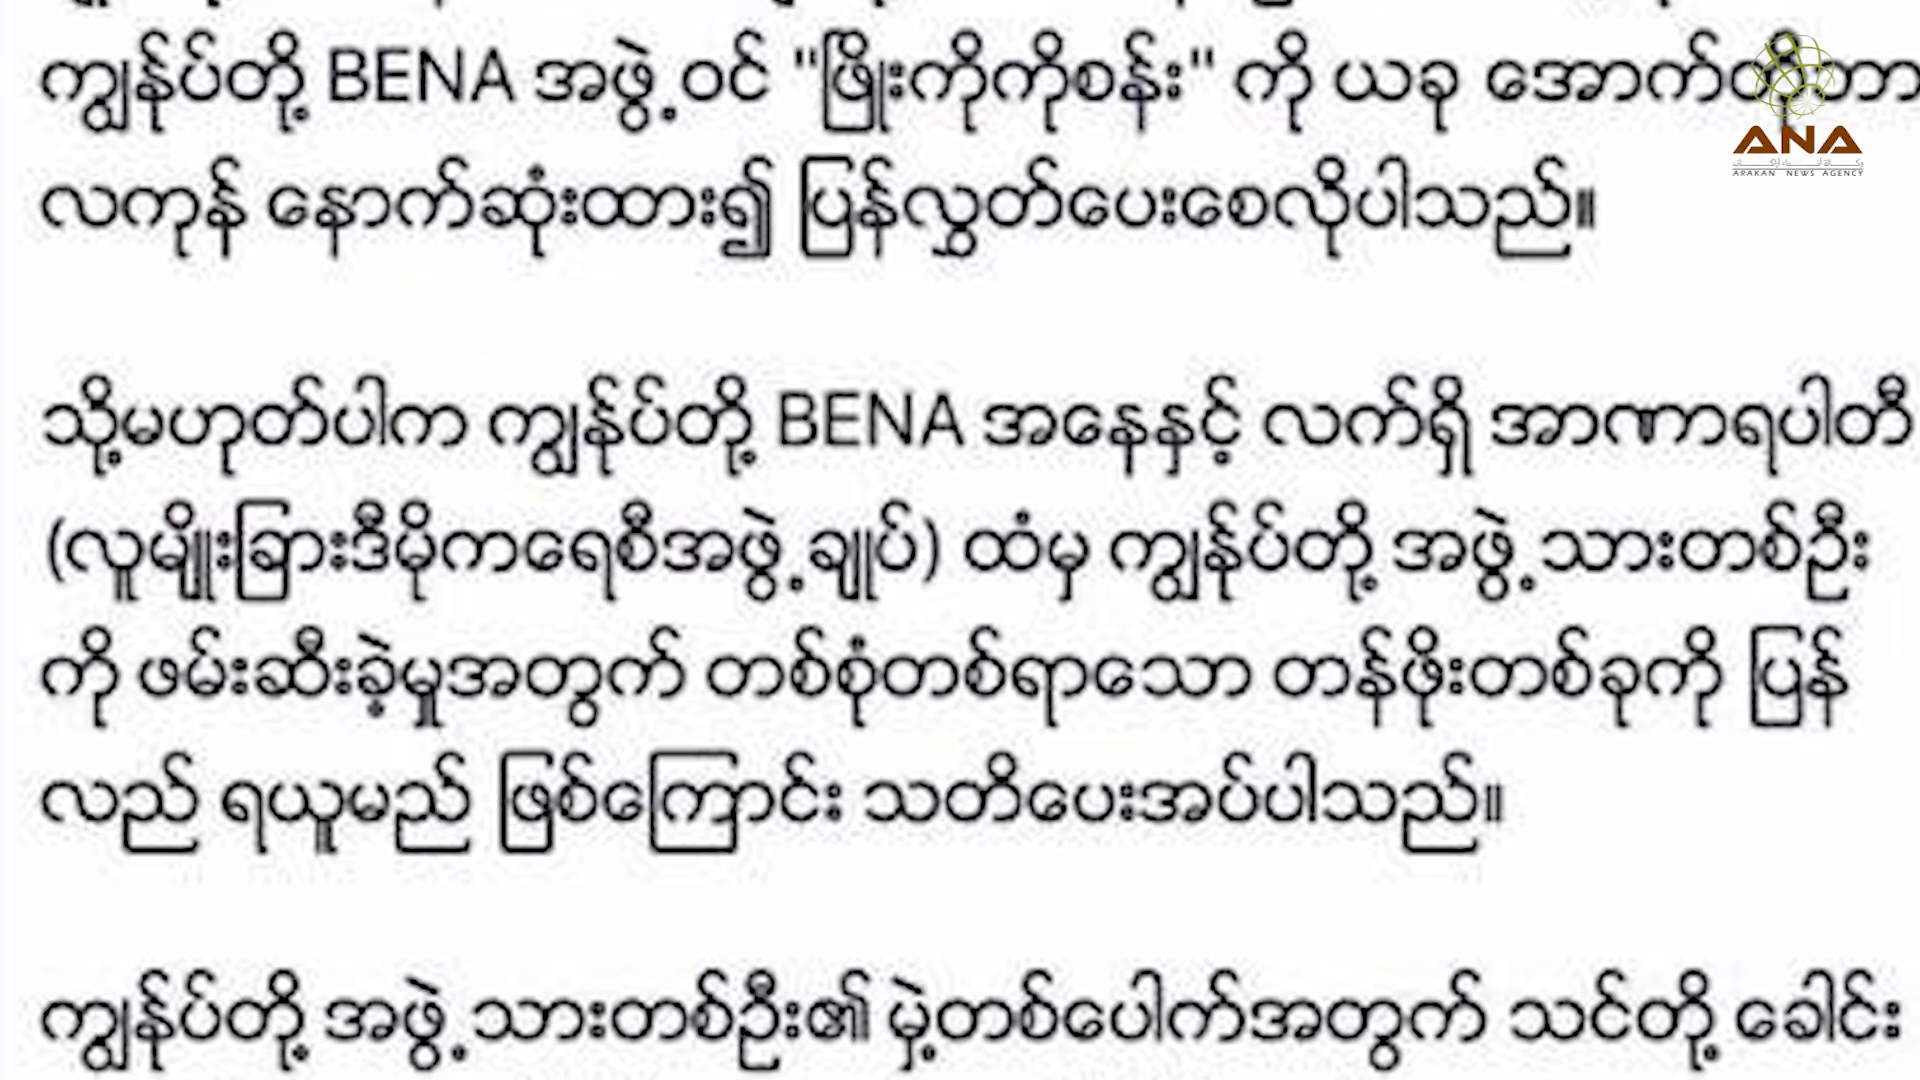 ကျွန်ုပ်တို့ BENA အဖွဲ့ဝင် "ဖြိုးကိုကိုစန်း" ကို ယခု
လကုန် နောက်ဆုံးထား၍ ပြန်လွှတ်ပေးစေလိုပါသည်။
သို့မဟုတ်ပါက ကျွန်ုပ်တို့ BENA အနေနှင့် လက်ရှိ အာဏာရပါတီ
(လူမျိုးခြားဒီမိုကရေစီအဖွဲ့ချုပ်) ထံမှ ကျွန်ုပ်တို့ အဖွဲ့သားတစ်ဦး
ကို ဖမ်းဆီးခဲ့မှုအတွက် တစ်စုံတစ်ရာသော တန်ဖိုးတစ်ခုကို ပြန်
လည် ရယူမည် ဖြစ်ကြောင်း သတိပေးအပ်ပါသည်။
ကျွန်ုပ်တို့ အဖွဲ့သားတစ်ဦး၏ မှဲ့တစ်ပေါက်အတွက် သင်တို့ ခေါင်း
ANA
ARAKAN NEWS AGENCY